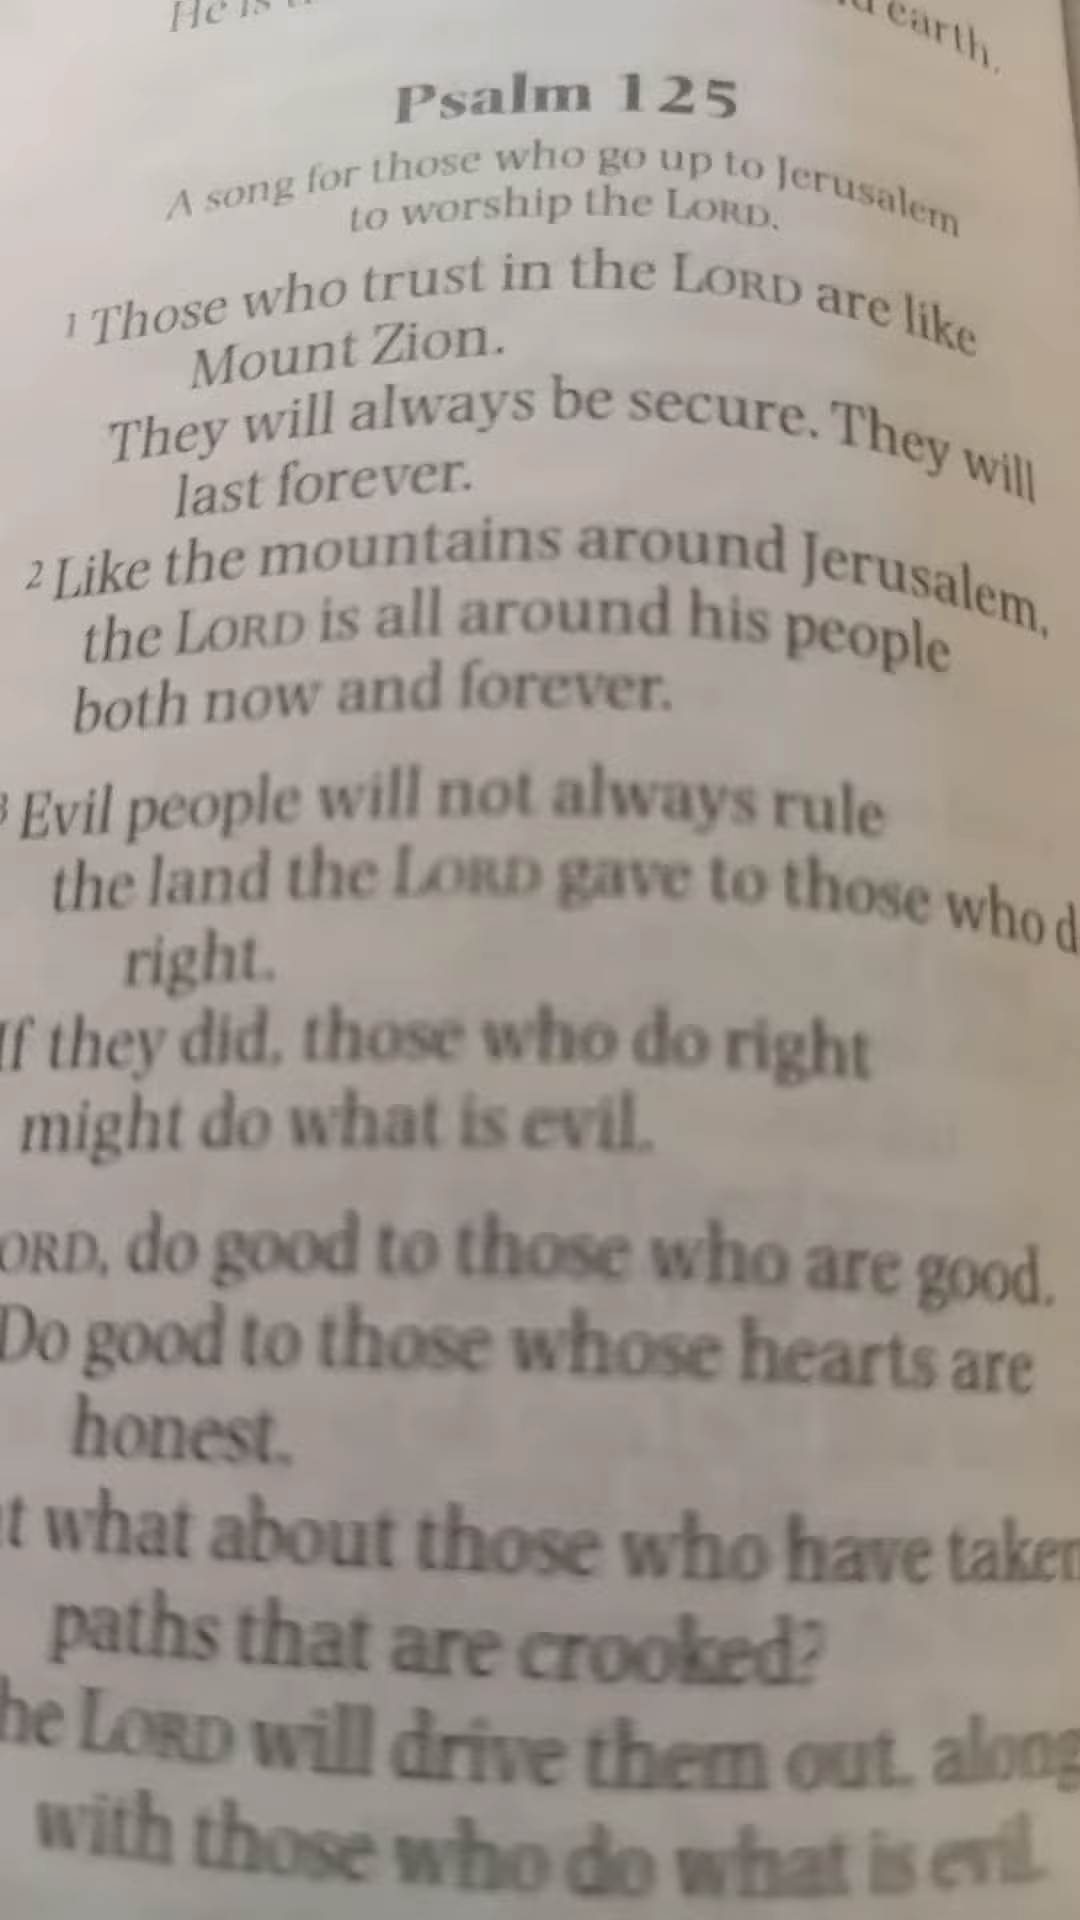 He is
earth.
Psalm 125
A song for those who go up to Jerusalem
to worship the LORD.
1 Those who trust in the LORD are like
Mount Zion.
They will always be secure. They will
last forever.
2 Like the mountains around Jerusalem,
the LORD is all around his people
both now and forever.
3 Evil people will not always rule
the land the LORD gave to those who d
right.
If they did, those who do right
might do what is evil.
ORD, do good to those who are good.
Do good to those whose hearts are
honest.
t what about those who have taken
paths that are crooked?
he LORD will drive them out, along
with those who do what is evil.